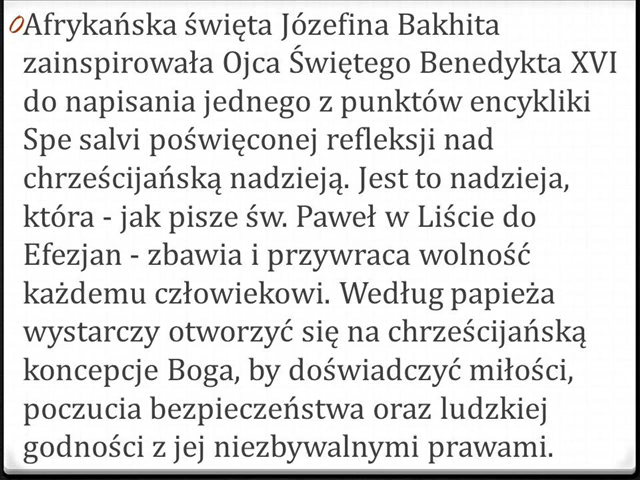 Afrykańska święta Józefina Bakhita
zainspirowała Ojca Świętego Benedykta XVI
do napisania jednego z punktów encykliki
Spe salvi poświęconej refleksji nad
chrześcijańską nadzieją. Jest to nadzieja,
która - jak pisze św. Paweł w Liście do
Efezjan - zbawia i przywraca wolność
każdemu człowiekowi. Według papieża
wystarczy otworzyć się na chrześcijańską
koncepcje Boga, by doświadczyć miłości,
poczucia bezpieczeństwa oraz ludzkiej
godności z jej niezbywalnymi prawami.